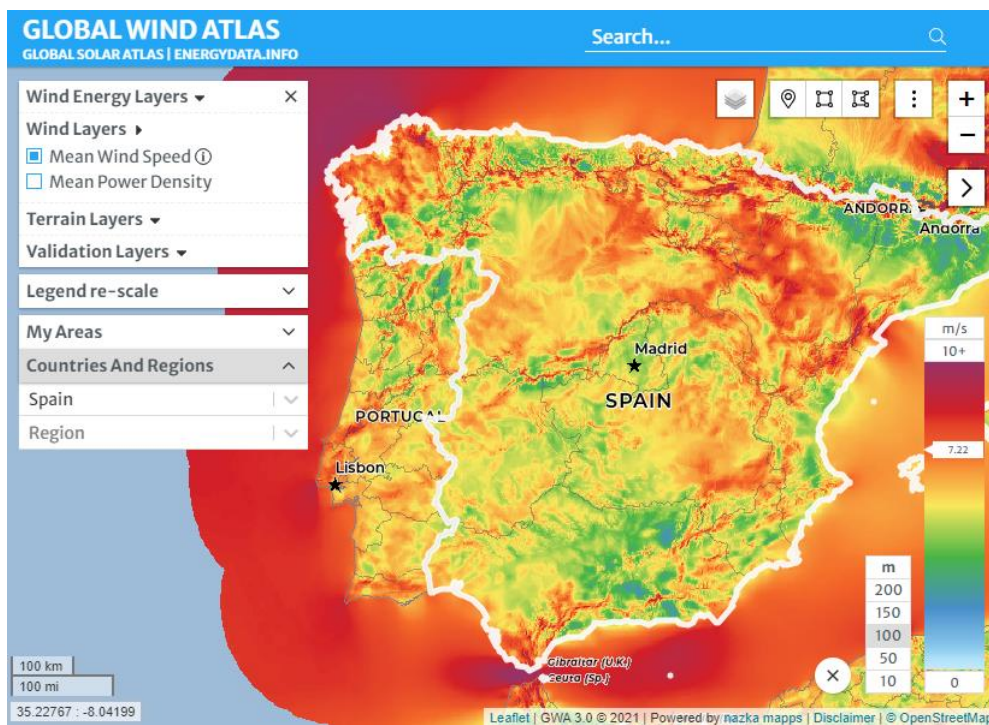 GLOBAL WIND ATLAS
GLOBAL SOLAR ATLAS | ENERGYDATA.INFO
Search...
Wind Energy Layers
Wind Layers
Mean Wind Speed
Mean Power Density
Terrain Layers
Validation Layers
Legend re-scale
My Areas
Countries And Regions
Spain
Region
ANDORR
Andorra
Madrid
SPAIN
PORTUGAL
Lisbon
Gibraltar (U.K.)
Ceuta (Sp.)
m/s
10+
7.22
0
m
200
150
100
50
10
+
−
100 km
100 mi
35.22767 : -8.04199
Leaflet | GWA 3.0 © 2021 | Powered by nazka mapps | Disclaimer | © OpenStreetMap